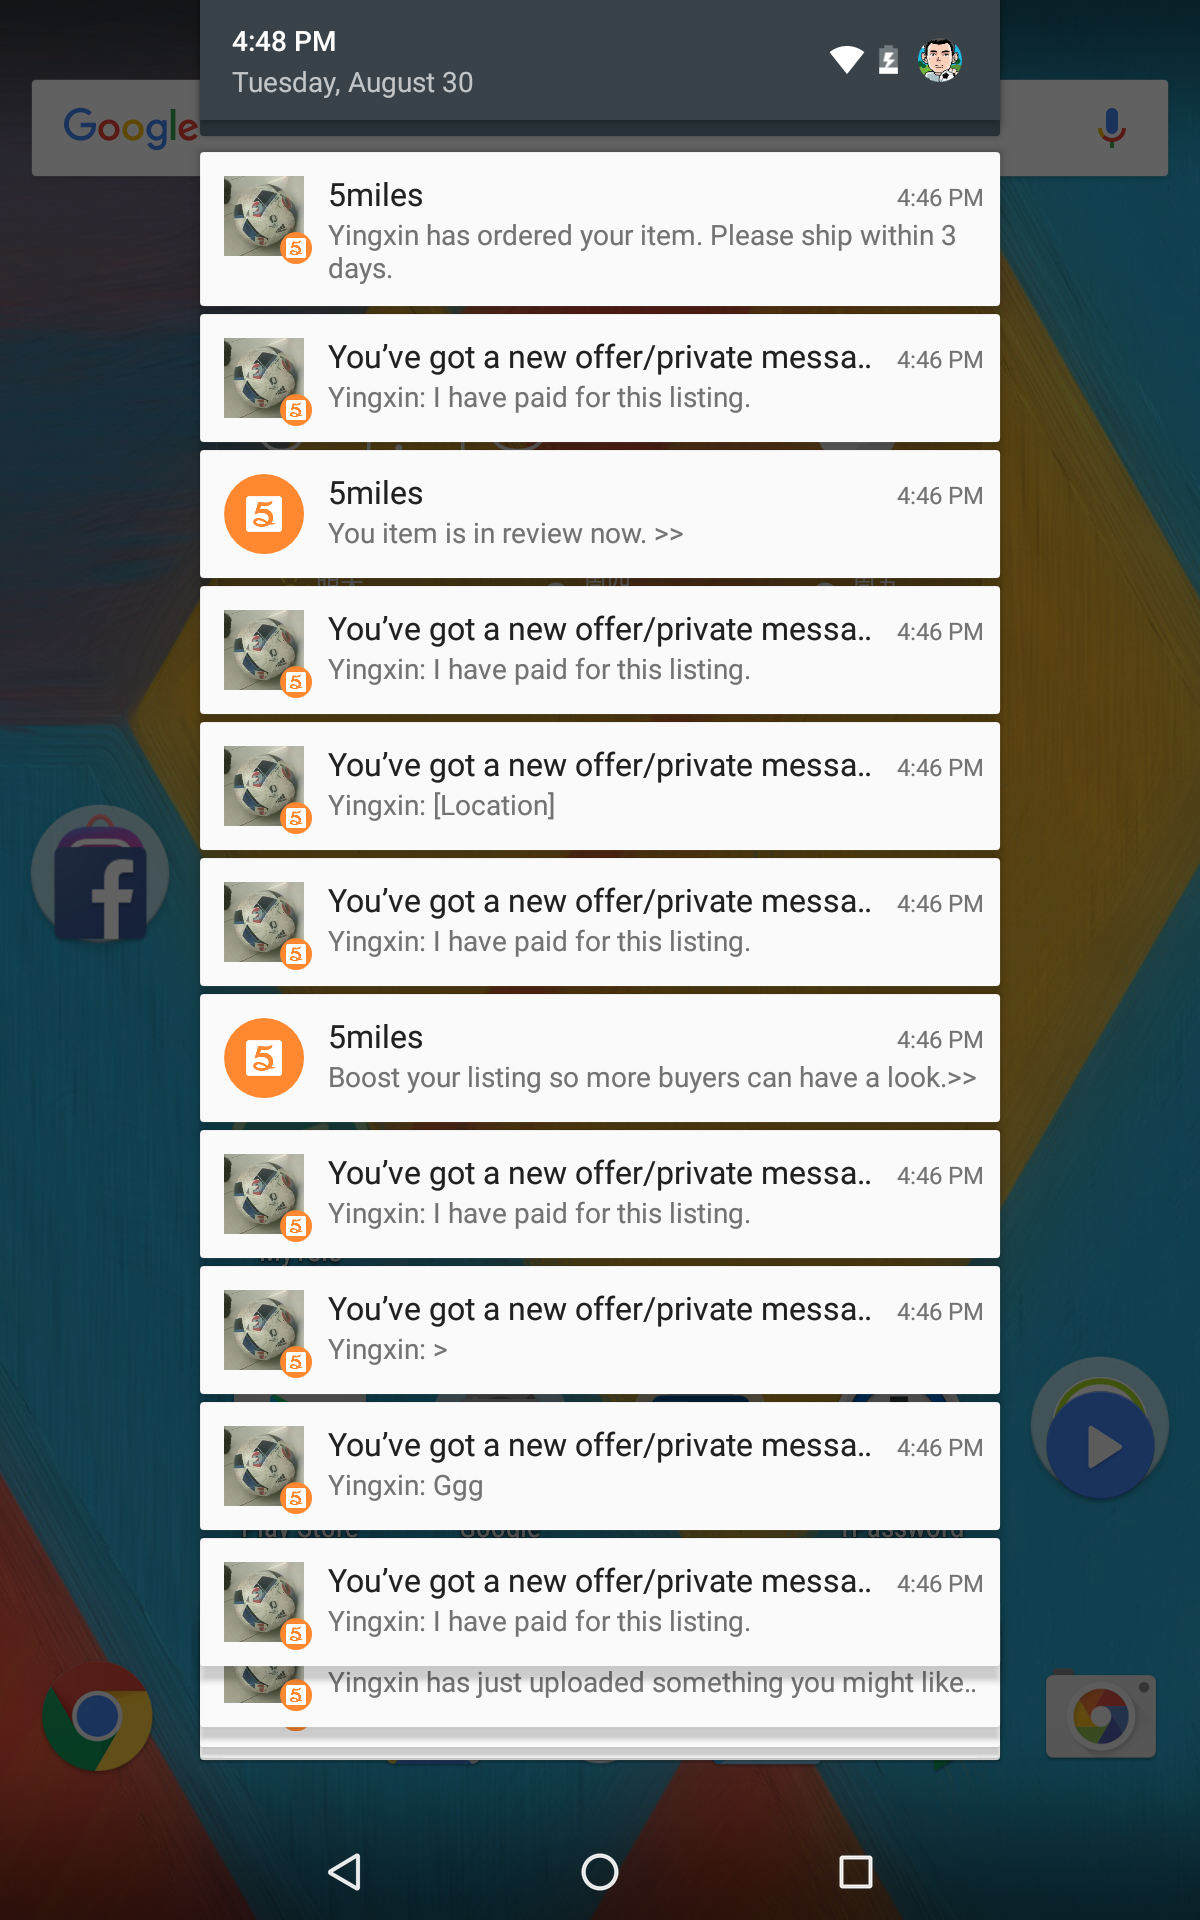 4:48 PM
Tuesday, August 30
Google
5miles 4:46 PM
Yingxin has ordered your item. Please ship within 3
days.
You've got a new offer/private messa.. 4:46 PM
Yingxin: I have paid for this listing.
5miles 4:46 PM
You item is in review now. >>
You've got a new offer/private messa.. 4:46 PM
Yingxin: I have paid for this listing.
You've got a new offer/private messa.. 4:46 PM
Yingxin: [Location]
You've got a new offer/private messa.. 4:46 PM
Yingxin: I have paid for this listing.
5miles 4:46 PM
Boost your listing so more buyers can have a look.>>
You've got a new offer/private messa.. 4:46 PM
Yingxin: I have paid for this listing.
You've got a new offer/private messa.. 4:46 PM
Yingxin: >
You've got a new offer/private messa.. 4:46 PM
Yingxin: Ggg
Play Store Google
You've got a new offer/private messa.. 4:46 PM
Yingxin: I have paid for this listing.
Yingxin has just uploaded something you might like..